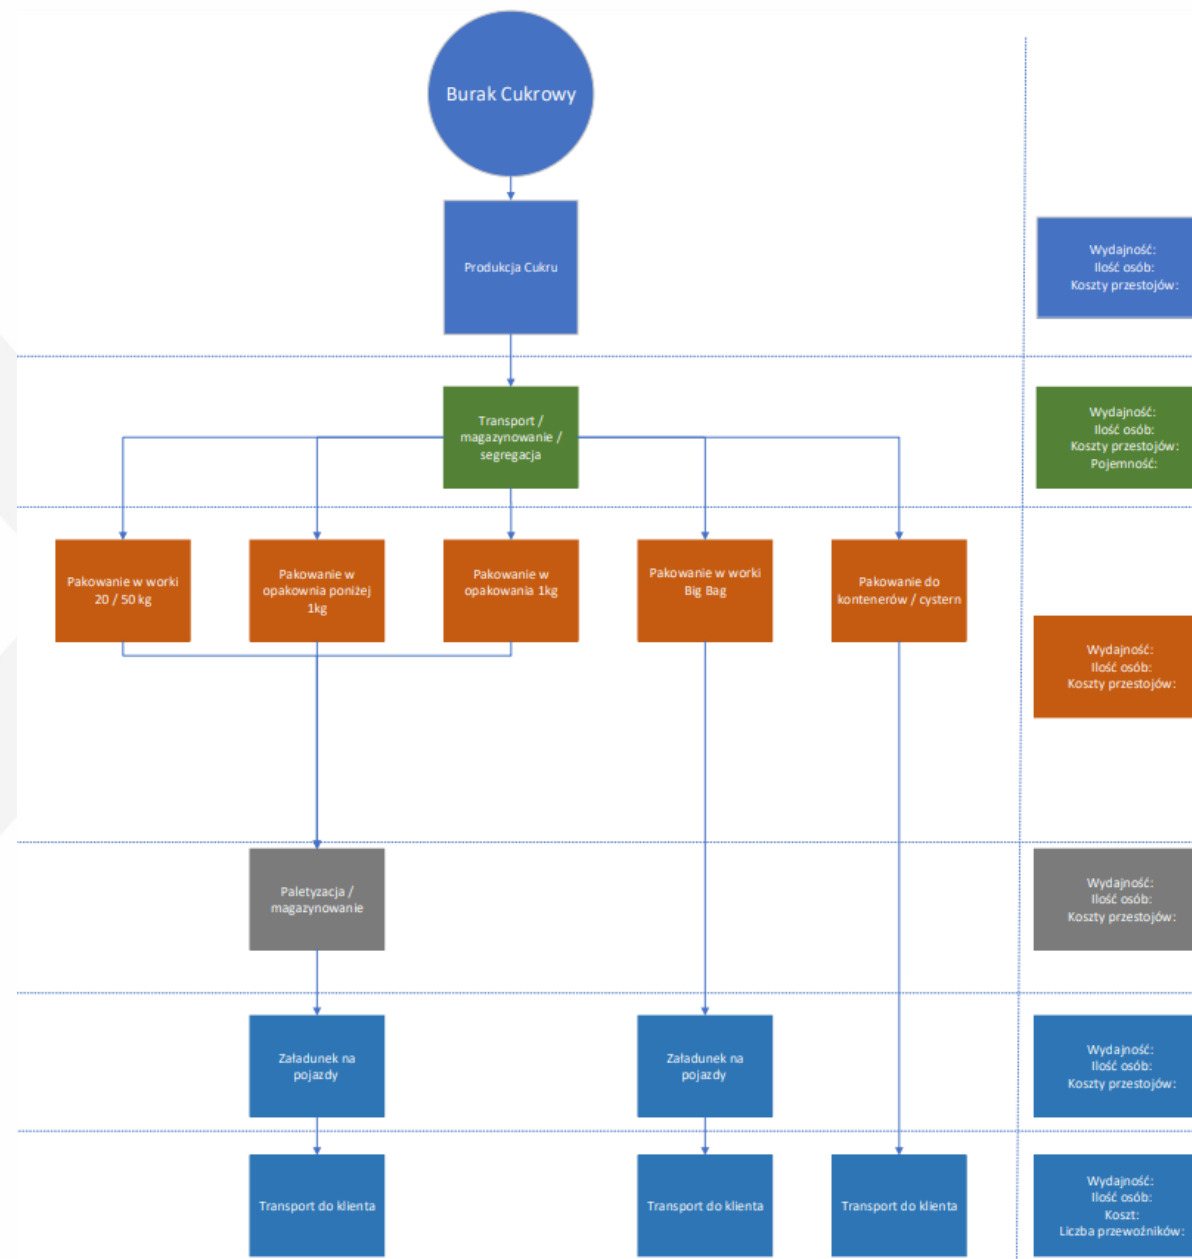 Burak Cukrowy
Produkcja Cukru
Wydajność:
Ilość osób:
Koszty przestojów:
Transport /
magazynowanie /
segregacja
Wydajność:
Ilość osób:
Koszty przestojów:
Pojemność:
Pakowanie w worki
20 / 50 kg
Pakowanie w
opakownia poniżej
1kg
Pakowanie w
opakowania 1kg
Pakowanie w worki
Big Bag
Pakowanie do
kontenerów / cystern
Wydajność:
Ilość osób:
Koszty przestojów:
Paletyzacja /
magazynowanie
Wydajność:
Ilość osób:
Koszty przestojów:
Załadunek na
pojazdy
Załadunek na
pojazdy
Wydajność:
Ilość osób:
Koszty przestojów:
Transport do klienta
Transport do klienta
Transport do klienta
Wydajność:
Ilość osób:
Koszt:
Liczba przewoźników: